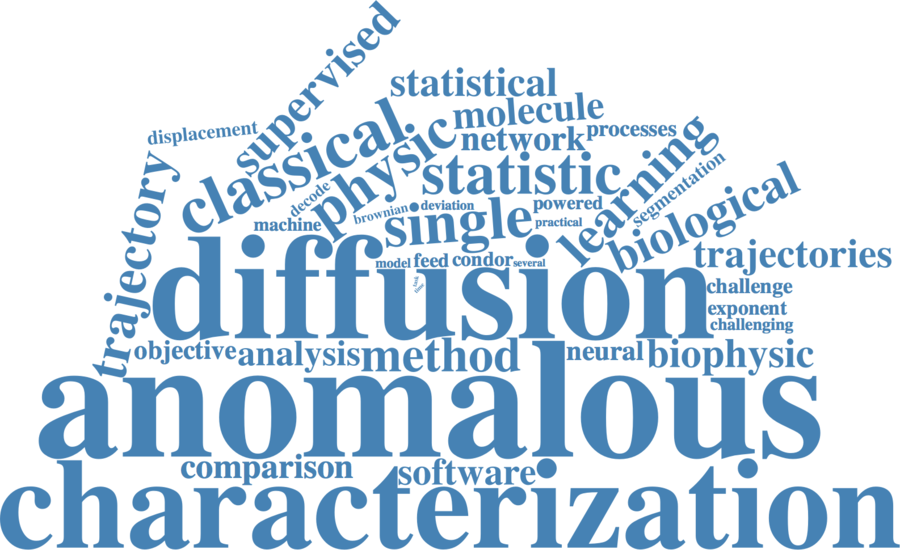 supervised
statistical
displacement
classical
molecule
physic
network
processes
learning
trajectory
statistic
segmentation
decode
machine
brownian
deviation
powered
single
practical
biological
model
feed
condor
several
trajectories
task
time
diffusion
challenge
exponent
challenging
objective
analysis
method
neural
biophysic
anomalous
comparison
software
characterization